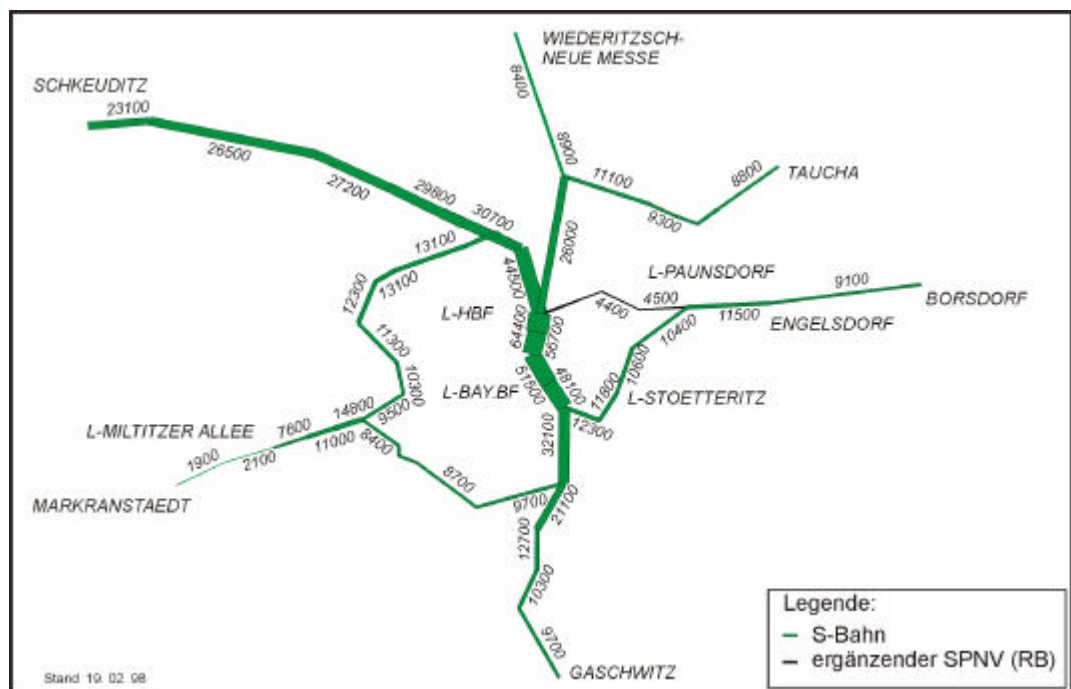 WIEDERITZSCH-
NEUE MESSE
8400
SCHKEUDITZ
23100
26500
27200
29800
30700
8900
11100
9300
8800
TAUCHA
26000
44500
13100
13100
12300
11300
10300
9500
L-HBF
64400
56700
L-PAUNSDORF
4400
4500
9100
BORSDORF
11500
ENGELSDORF
10400
10600
11800
12300
L-STOETTERITZ
L-BAY.BF
51500
48100
32100
L-MILTITZER ALLEE
7600
14800
11000
8400
1900
2100
MARKRANSTAEDT
8700
9700
21100
12700
10300
9700
GASCHWITZ
Legende:
S-Bahn
ergänzender SPNV (RB)
Stand 19. 02. 98